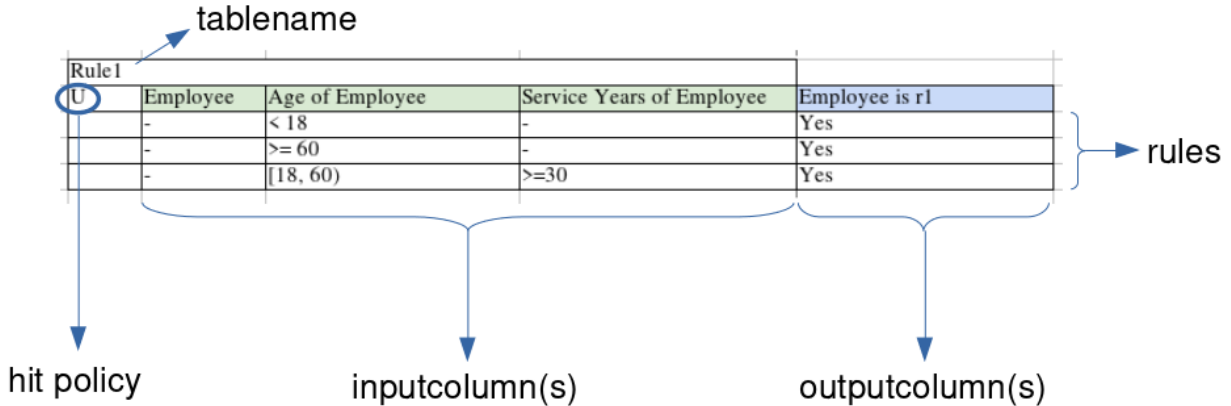 tablename
Rule1
U Employee Age of Employee Service Years of Employee Employee is r1
- < 18 - Yes
- >= 60 - Yes
- [18, 60) >=30 Yes
rules
hit policy inputcolumn(s) outputcolumn(s)